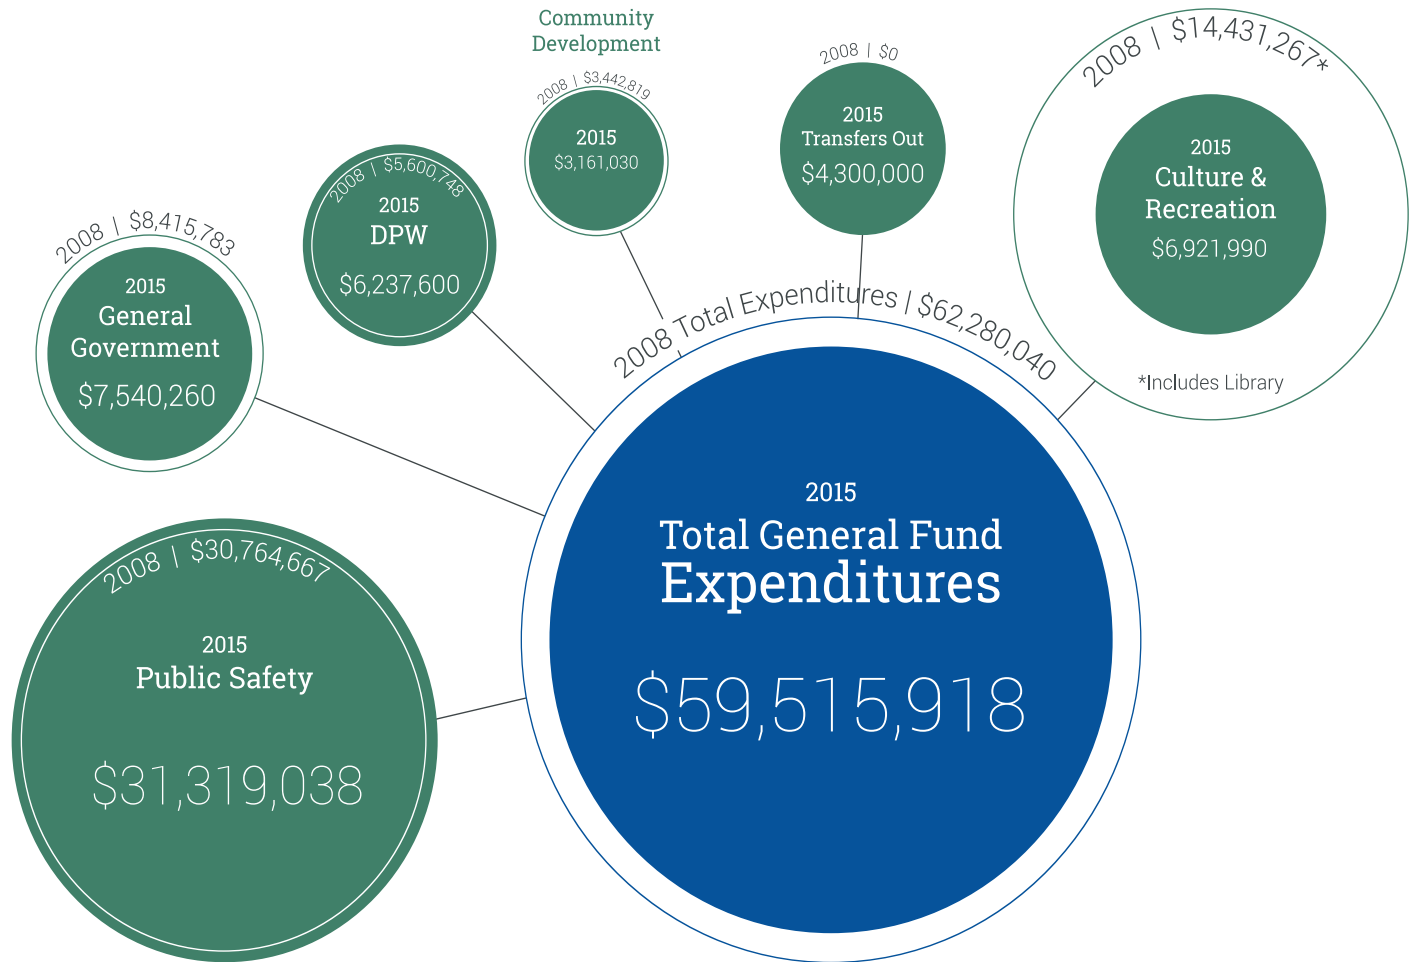 Community
Development
2008 | $3,442,819
2015
$3,161,030
2008 | $0
2015
Transfers Out
$4,300,000
2008 | $14,431,267*
2015
Culture &
Recreation
$6,921,990
*Includes Library
2008 | $5,600,748
2015
DPW
$6,237,600
2008 | $8,415,783
2015
General
Government
$7,540,260
2008 Total Expenditures | $62,280,040
2015
Total General Fund
Expenditures
$59,515,918
2008 | $30,764,667
2015
Public Safety
$31,319,038